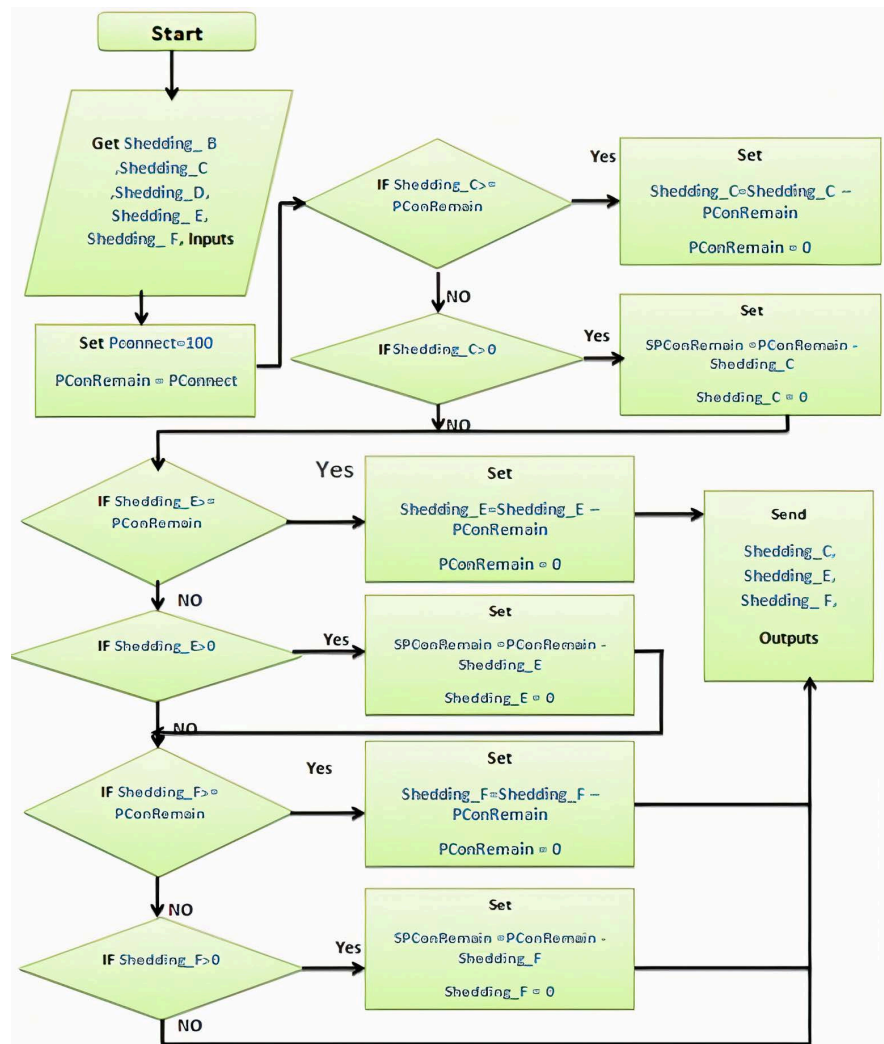 Start
Get Shedding_ B
,Shedding_C
,Shedding_D,
Shedding_ E,
Shedding_ F, Inputs
Set Pconnect=100
PConRemain = PConnect
IF Shedding_C>=
PConRemain
Yes
Set
Shedding_C=Shedding_C –
PConRemain
PConRemain = 0
NO
IF Shedding_C>0
Yes
Set
SPConRemain =PConRemain -
Shedding_C
Shedding_C = 0
NO
IF Shedding_E>=
PConRemain
Yes
Set
Shedding_E=Shedding_E –
PConRemain
PConRemain = 0
Send
Shedding_C,
Shedding_E,
Shedding_ F,
Outputs
NO
IF Shedding_E>0
Yes
Set
SPConRemain =PConRemain -
Shedding_E
Shedding_E = 0
NO
IF Shedding_F>=
PConRemain
Yes
Set
Shedding_F=Shedding_F –
PConRemain
PConRemain = 0
NO
IF Shedding_F>0
Yes
Set
SPConRemain =PConRemain -
Shedding_F
Shedding_F = 0
NO